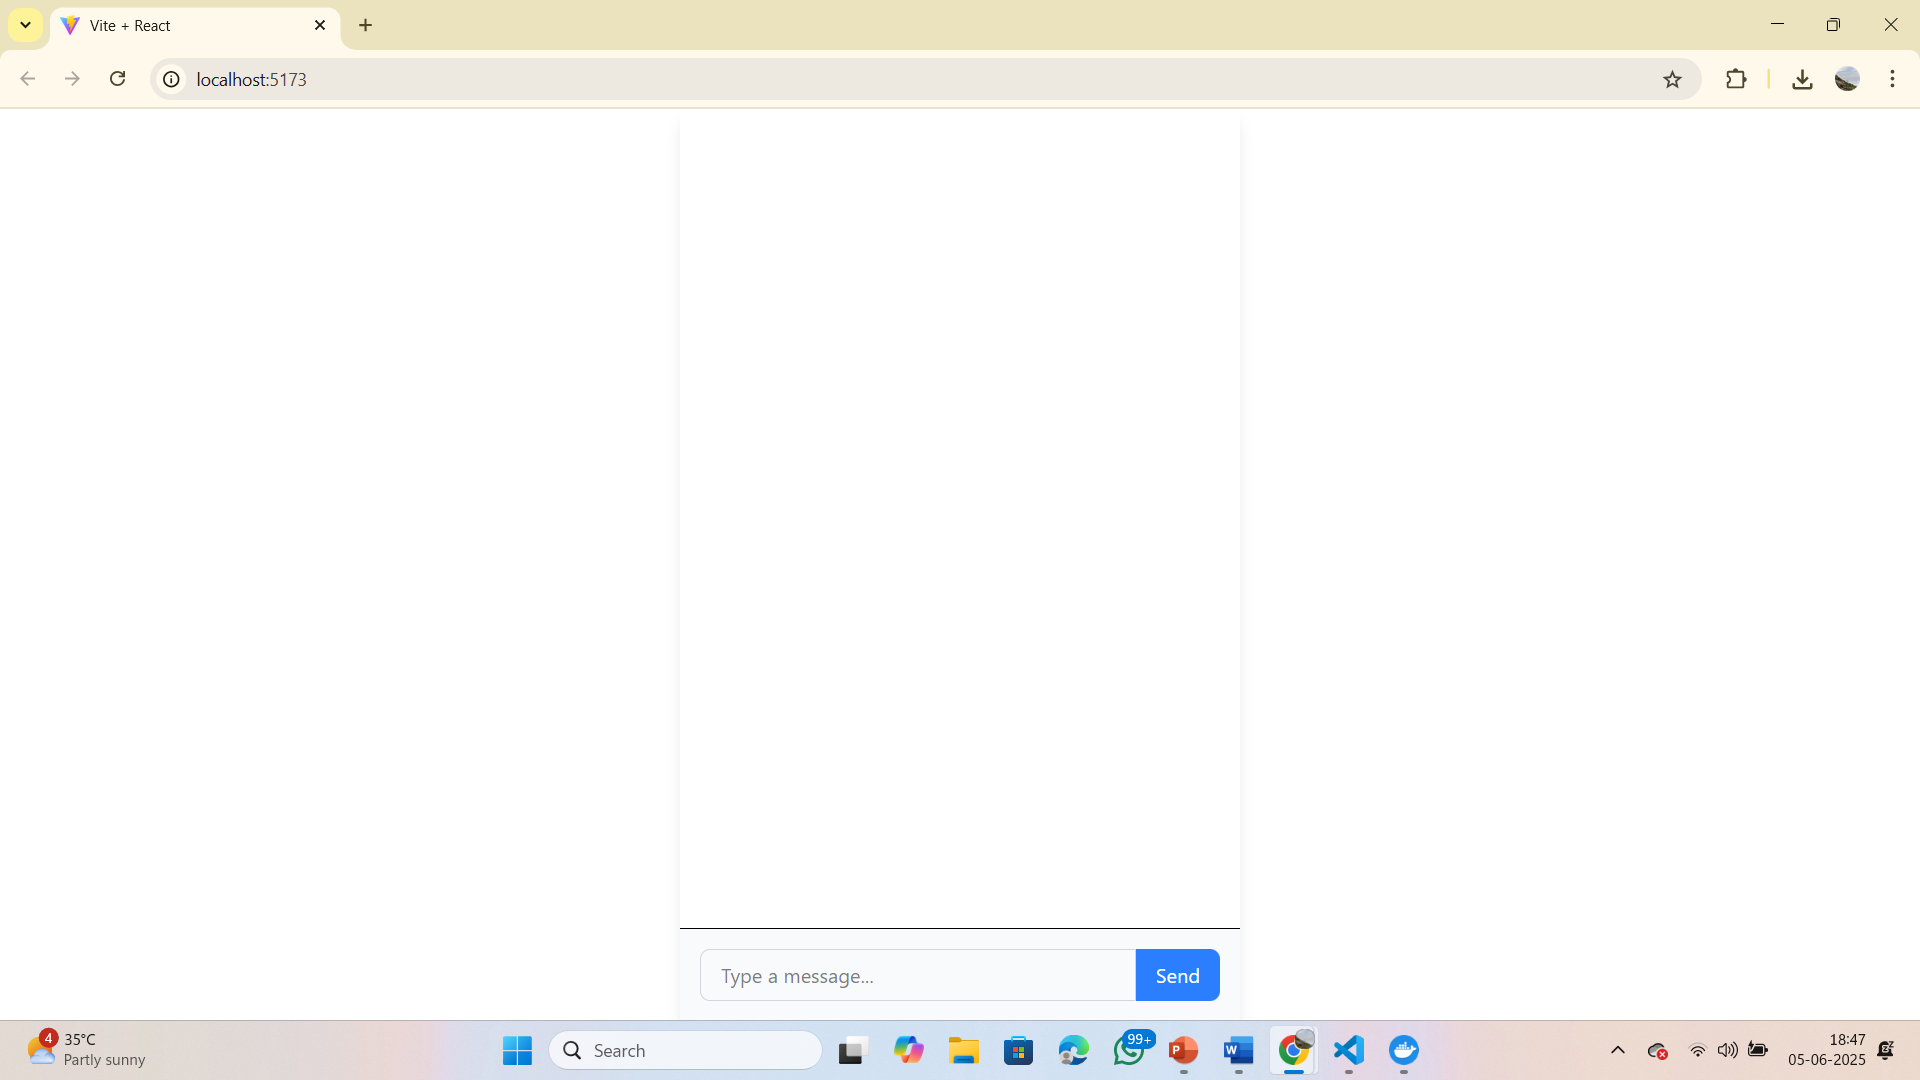 Vite + React
localhost:5173
Type a message...
Send
4
35°C
Partly sunny
Search
99+
P
W
18:47
05-06-2025